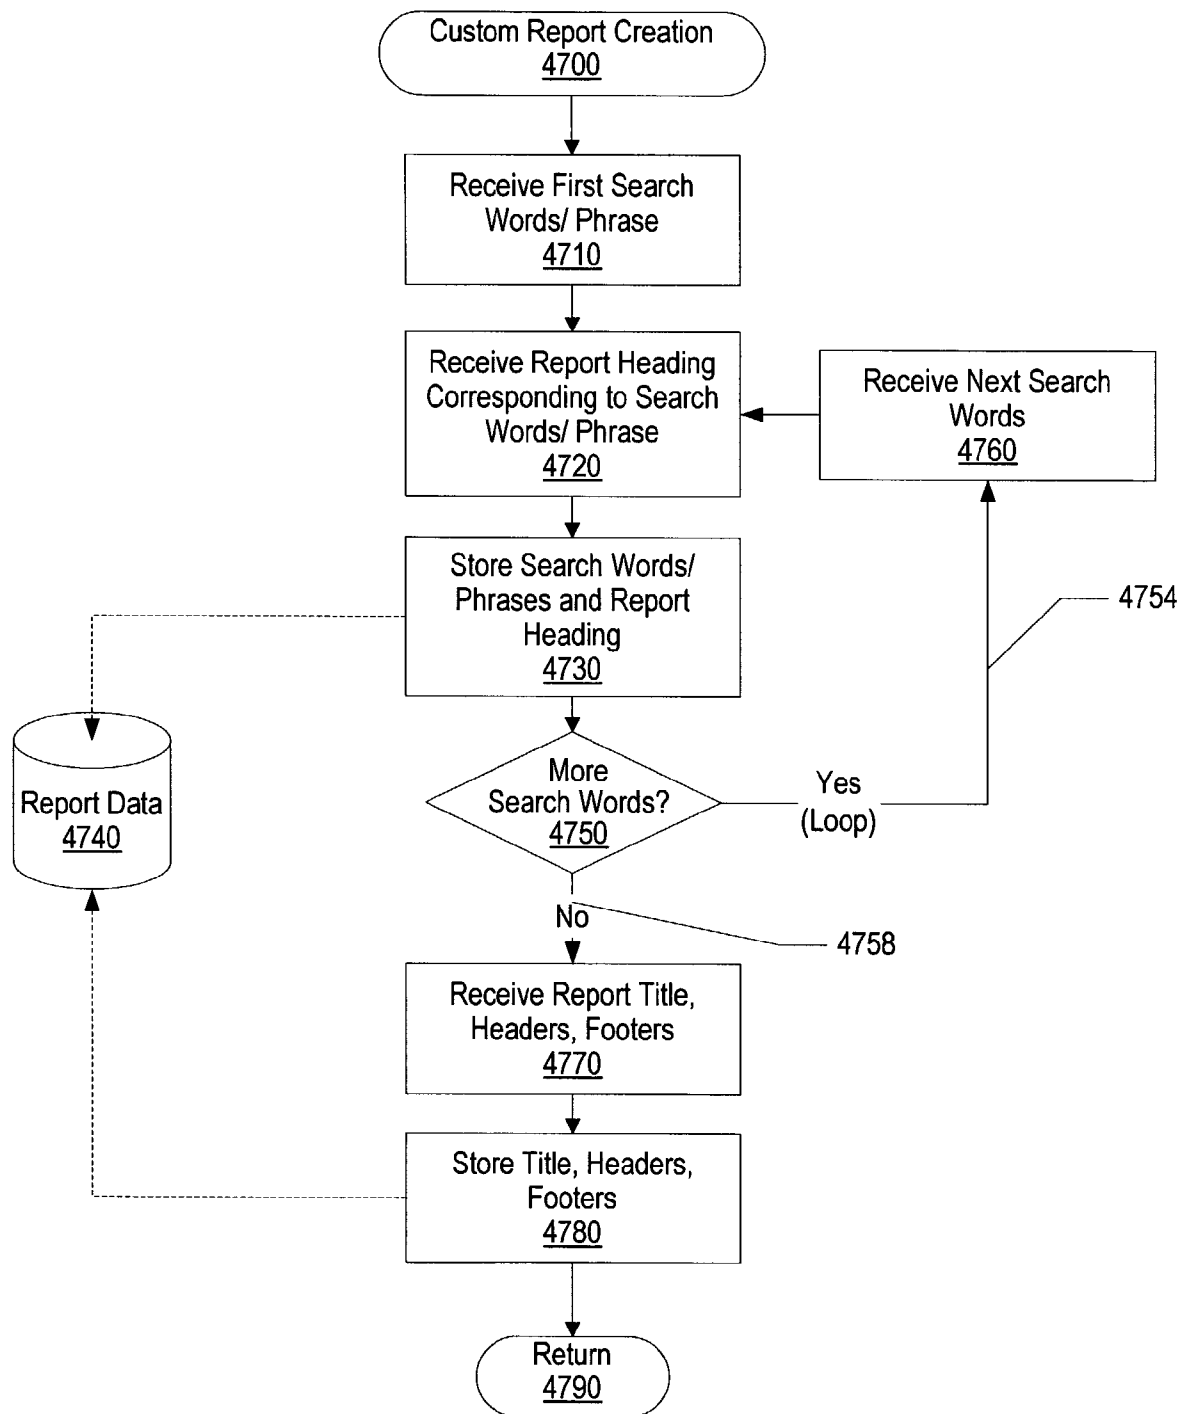 Custom Report Creation
4700
Receive First Search
Words/ Phrase
4710
Receive Report Heading
Corresponding to Search
Words/ Phrase
4720
Receive Next Search
Words
4760
Store Search Words/
Phrases and Report
Heading
4730
4754
Report Data
4740
More
Search Words?
4750
Yes
(Loop)
No
4758
Receive Report Title,
Headers, Footers
4770
Store Title, Headers,
Footers
4780
Return
4790